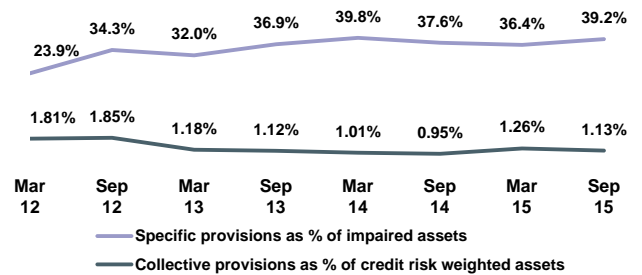 23.9% 34.3% 32.0% 36.9% 39.8% 37.6% 36.4% 39.2%
1.81% 1.85% 1.18% 1.12% 1.01% 0.95% 1.26% 1.13%
Mar Sep Mar Sep Mar Sep Mar Sep
12 12 13 13 14 14 15 15
Specific provisions as % of impaired assets
Collective provisions as % of credit risk weighted assets